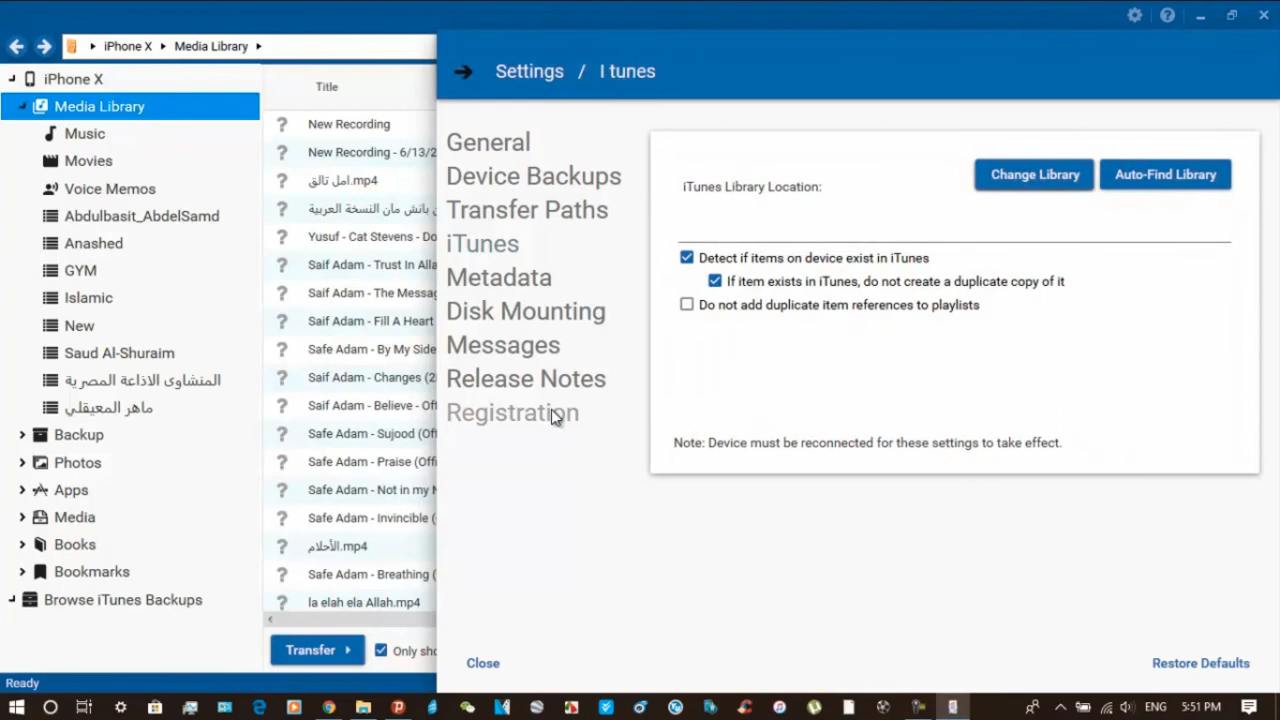 iPhone X Media Library
Settings / I tunes
iPhone X
Media Library
Music
Movies
Voice Memos
Abdulbasit_AbdelSamd
Anashed
GYM
Islamic
New
Saud Al-Shuraim
المنشاوى الاذاعة المصرية
ماهر المعيقلي
Backup
Photos
Apps
Media
Books
Bookmarks
Browse iTunes Backups
Title
New Recording
New Recording - 6/13/2
امل تالق.mp4
بانش مان النسخة العربية
Yusuf - Cat Stevens - Do
Saif Adam - Trust In Alla
Saif Adam - The Messag
Saif Adam - Fill A Heart
Safe Adam - By My Side
Saif Adam - Changes (2
Saif Adam - Believe - Off
Safe Adam - Sujood (Off
Safe Adam - Praise (Offi
Safe Adam - Not in my N
Safe Adam - Invincible (
الأحلام.mp4
Safe Adam - Breathing (
la elah ela Allah.mp4
Transfer
Only sho
Ready
General
Device Backups
Transfer Paths
iTunes
Metadata
Disk Mounting
Messages
Release Notes
Registration
iTunes Library Location:
Change Library
Auto-Find Library
Detect if items on device exist in iTunes
If item exists in iTunes, do not create a duplicate copy of it
Do not add duplicate item references to playlists
Note: Device must be reconnected for these settings to take effect.
Close
Restore Defaults
ENG
5:51 PM